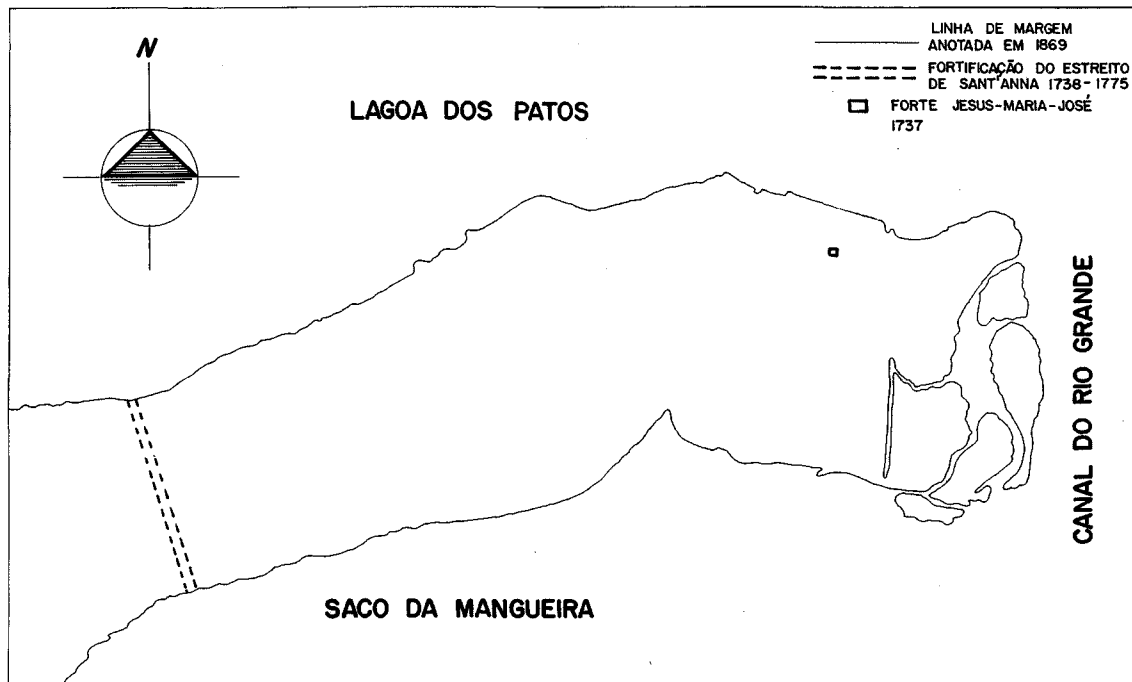 N
LAGOA DOS PATOS
LINHA DE MARGEM
ANOTADA EM 1869
FORTIFICAÇÃO DO ESTREITO
DE SANT'ANNA 1738-1775
FORTE JESUS-MARIA-JOSÉ
1737
CANAL DO RIO GRANDE
SACO DA MANGUEIRA